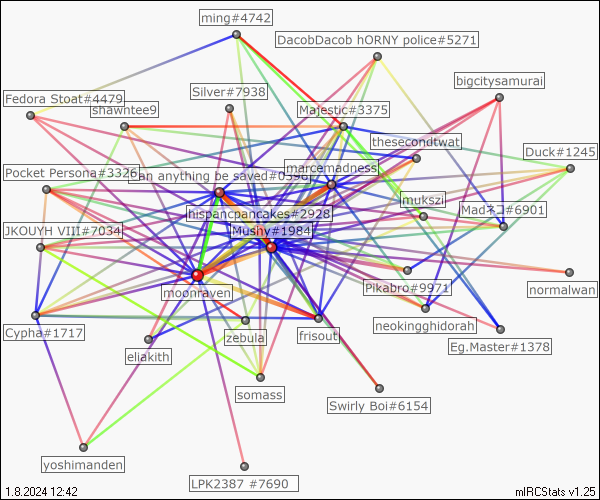 ming#4742
DacobDacob hORNY police#5271
bigcitysamurai
Fedora Stoat#4479
Silver#7938
shawntee9
Majestic#3375
thesecondtwat
Duck#1245
Pocket Persona#3326
can anything be saved#0398
marcemadness
mukszi
Madネコ#6901
hispancpancakes#2928
JKOUYH VIII#7034
Mushy#1984
moonraven
Pikabro#9971
normalwan
Cypha#1717
zebula
frisout
neokingghidorah
eliakith
Eg.Master#1378
somass
Swirly Boi#6154
yoshimanden
LPK2387 #7690
1.8.2024 12:42
mIRCStats v1.25